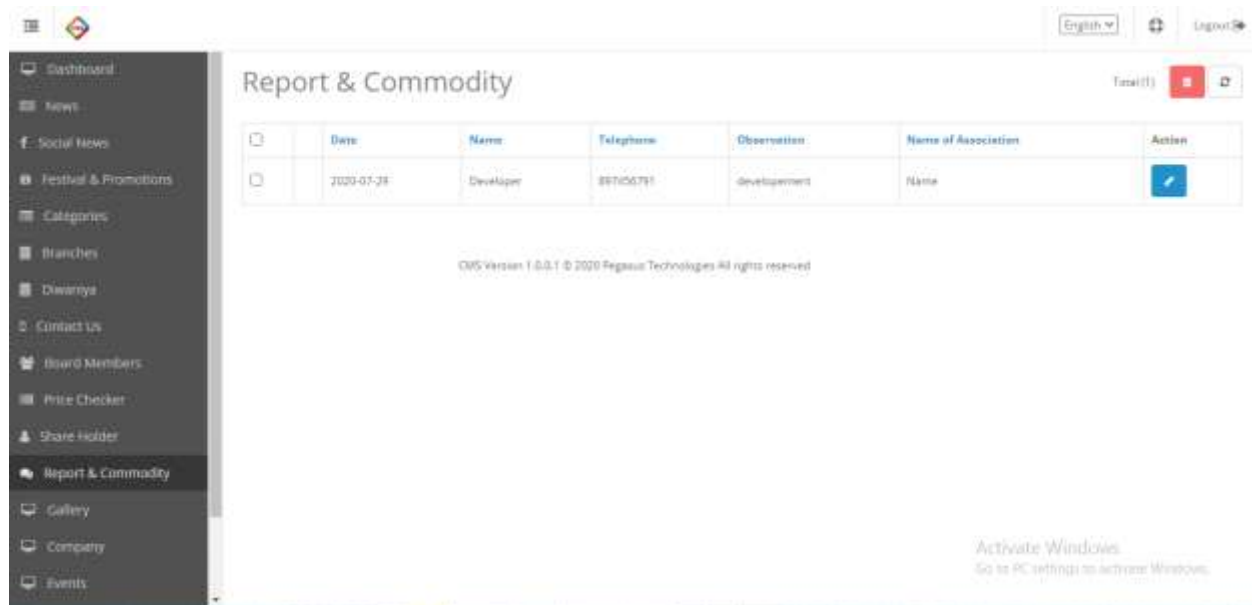 English
Logout
Dashboard
News
Social News
Festival & Promotions
Categories
Branches
Diwaniya
Contact Us
Board Members
Price Checker
Share Holder
Report & Commodity
Gallery
Company
Events
Report & Commodity
Total(1)
Date Name Telephone Observation Name of Association Action
2020-07-29 Developer developement Name
CMS Version 1.0.0.1 © 2020 Pegasus Technologies All rights reserved
Activate Windows
Go to PC settings to activate Windows.